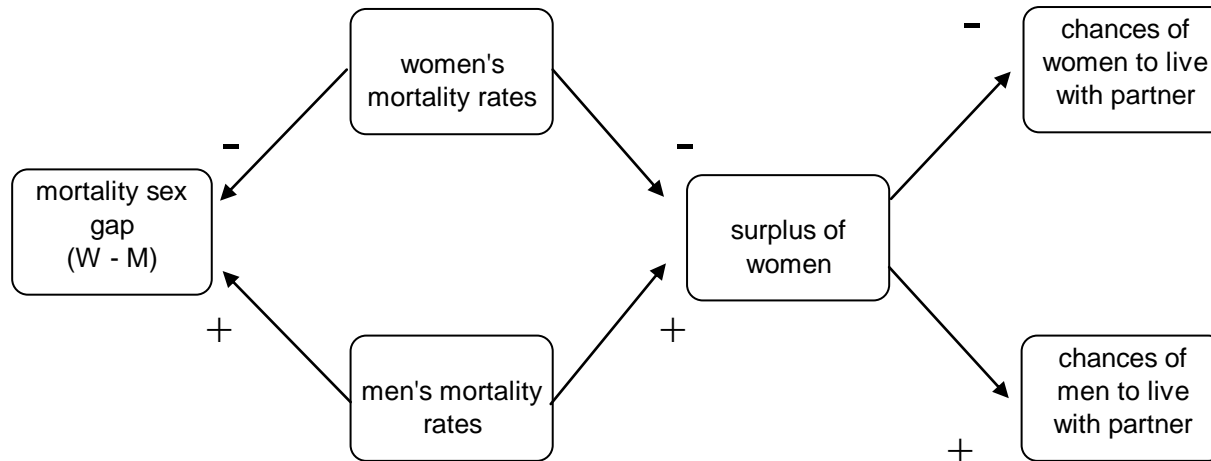 women's
mortality rates
-
-
-
chances of
women to live
with partner
mortality sex
gap
(W - M)
surplus of
women
+
+
men's mortality
rates
chances of
men to live
with partner
+